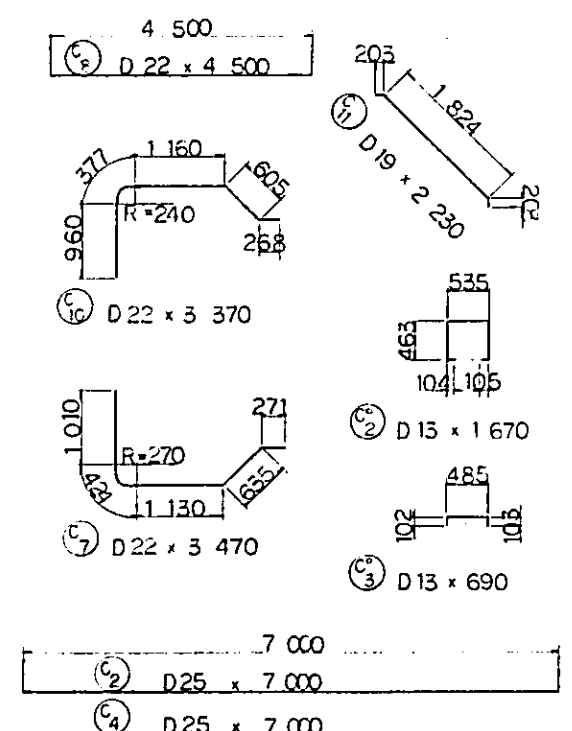 4 500
C8 D 22 × 4 500
203
1,824
C11 D 19 × 2 230
203
377
1 160
605
R=240
960
268
C10 D 22 × 3 370
535
463
104 105
C°2 D 13 × 1 670
1 010
271
R=270
424
635
1 130
C7 D 22 × 3 470
485
102
103
C°3 D 13 × 690
7 000
C2 D25 × 7 000
C4 D25 × 7 000